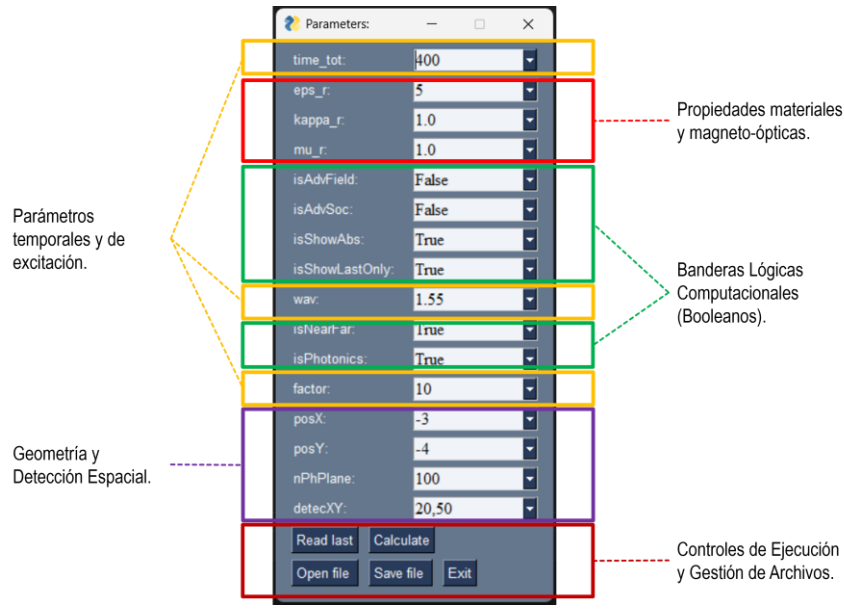 Parameters:
time_tot: 400
eps_r: 5
kappa_r: 1.0
mu_r: 1.0
isAdvField: False
isAdvSoc: False
isShowAbs: True
isShowLastOnly: True
wav: 1.55
isNearFar: True
isPhotonics: True
factor: 10
posX: -3
posY: -4
nPhPlane: 100
detecXY: 20,50
Read last Calculate
Open file Save file Exit
Parámetros
temporales y de
excitación.
Geometría y
Detección Espacial.
Propiedades materiales
y magneto-ópticas.
Banderas Lógicas
Computacionales
(Booleanos).
Controles de Ejecución
y Gestión de Archivos.